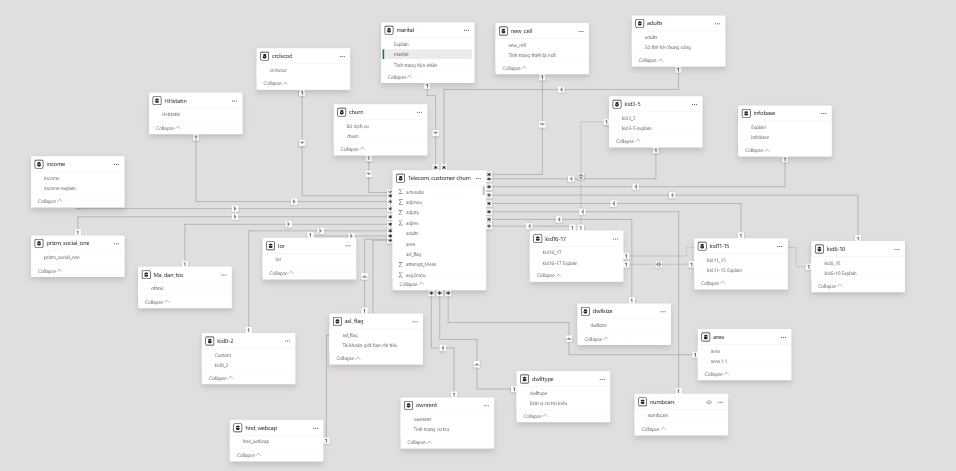 marital
Explain
marital
Tình trạng hôn nhân
Collapse
new_cell
new_cell
Tình trạng thiết bị mới
Collapse
adults
adults
Số thế hệ chung sống
Collapse
crclscod
crclscod
Collapse
HHstatin
HHstatin
Collapse
churn
Bỏ dịch vụ
churn
Collapse
kid3-5
kid3_5
kid3-5 explain
Collapse
infobase
Explain
infobase
Collapse
income
income
Income explain
Collapse
Telecom_customer churn
actvsubs
adjmou
adjqty
adjrev
adults
area
asl_flag
attempt_Mean
avg3mou
Collapse
prizm_social_one
prizm_social_one
Collapse
lor
lor
Collapse
Ma_dan_toc
ethnic
Collapse
kid16-17
kid16_17
kid16-17 Explain
Collapse
kid11-15
kid11_15
kid11-15 Explain
Collapse
kid6-10
kid6_10
kid6-10 Explain
Collapse
asl_flag
asl_flag
Tài khoản giới hạn chi tiêu
Collapse
dwllsize
dwllsize
Collapse
kid0-2
Custom
kid0_2
Collapse
area
area
area 1.1
Collapse
dwlltype
dwlltype
Đơn vị cư trú kiểu
Collapse
ownrent
ownrent
Tình trạng cư trú
Collapse
numbcars
numbcars
Collapse
hnd_webcap
hnd_webcap
Collapse